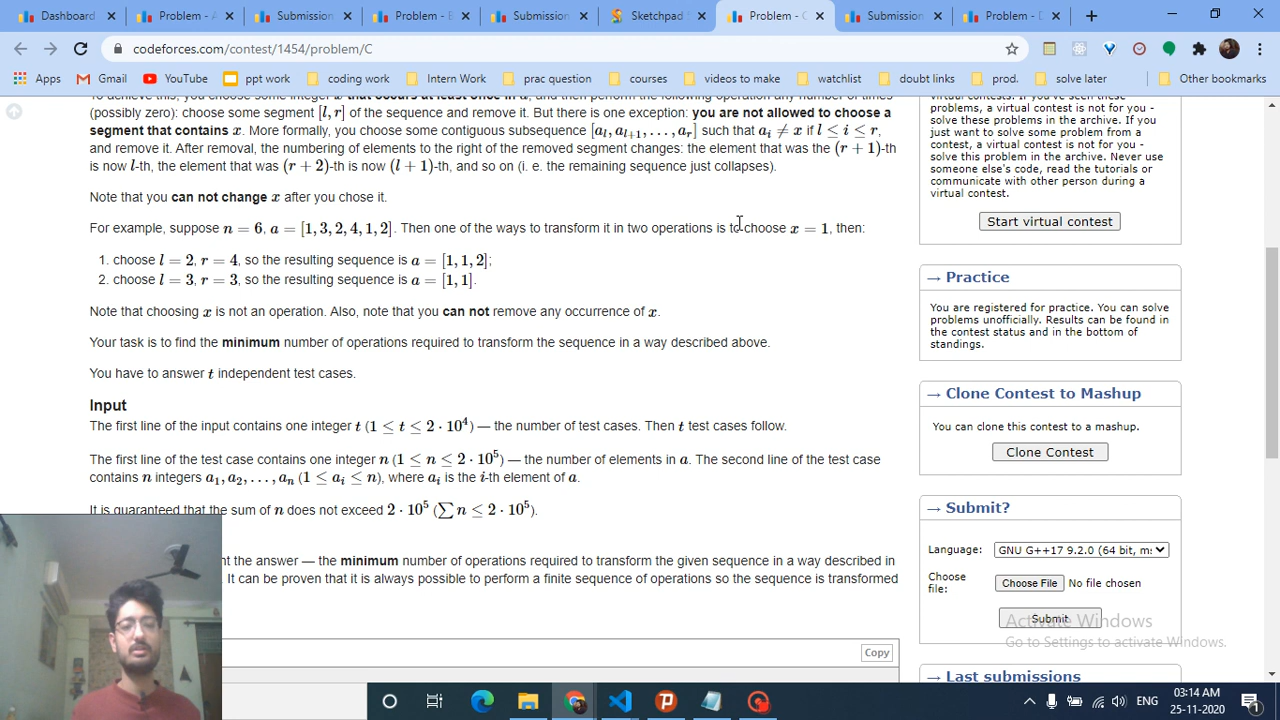 Dashboard
Problem - A
Submission
Problem - B
Submission
Sketchpad
Problem - C
Submission
Problem - D
codeforces.com/contest/1454/problem/C
Apps
Gmail
YouTube
ppt work
coding work
Intern Work
prac question
courses
videos to make
watchlist
doubt links
prod.
solve later
Other bookmarks
(possibly zero): choose some segment [l, r] of the sequence and remove it. But there is one exception: you are not allowed to choose a
segment that contains x. More formally, you choose some contiguous subsequence [a_l, a_{l+1}, . . . , a_r] such that a_i ≠ x if l ≤ i ≤ r,
and remove it. After removal, the numbering of elements to the right of the removed segment changes: the element that was the (r + 1)-th
is now l-th, the element that was (r + 2)-th is now (l + 1)-th, and so on (i. e. the remaining sequence just collapses).
Note that you can not change x after you chose it.
For example, suppose n = 6, a = [1, 3, 2, 4, 1, 2]. Then one of the ways to transform it in two operations is to choose x = 1, then:
1. choose l = 2, r = 4, so the resulting sequence is a = [1, 1, 2];
2. choose l = 3, r = 3, so the resulting sequence is a = [1, 1].
Note that choosing x is not an operation. Also, note that you can not remove any occurrence of x.
Your task is to find the minimum number of operations required to transform the sequence in a way described above.
You have to answer t independent test cases.
Input
The first line of the input contains one integer t (1 ≤ t ≤ 2 · 10^4) — the number of test cases. Then t test cases follow.
The first line of the test case contains one integer n (1 ≤ n ≤ 2 · 10^5) — the number of elements in a. The second line of the test case
contains n integers a_1, a_2, . . . , a_n (1 ≤ a_i ≤ n), where a_i is the i-th element of a.
It is guaranteed that the sum of n does not exceed 2 · 10^5 (∑ n ≤ 2 · 10^5).
the answer — the minimum number of operations required to transform the given sequence in a way described in
It can be proven that it is always possible to perform a finite sequence of operations so the sequence is transformed
Copy
virtual contest. If you've seen these
problems, a virtual contest is not for you -
solve these problems in the archive. If you
just want to solve some problem from a
contest, a virtual contest is not for you -
solve this problem in the archive. Never use
someone else's code, read the tutorials or
communicate with other person during a
virtual contest.
Start virtual contest
→ Practice
You are registered for practice. You can solve
problems unofficially. Results can be found in
the contest status and in the bottom of
standings.
→ Clone Contest to Mashup
You can clone this contest to a mashup.
Clone Contest
→ Submit?
Language:
GNU G++17 9.2.0 (64 bit, m
Choose
file:
Choose File
No file chosen
Submit
Activate Windows
Go to Settings to activate Windows.
→ Last submissions
ENG
03:14 AM
25-11-2020
1